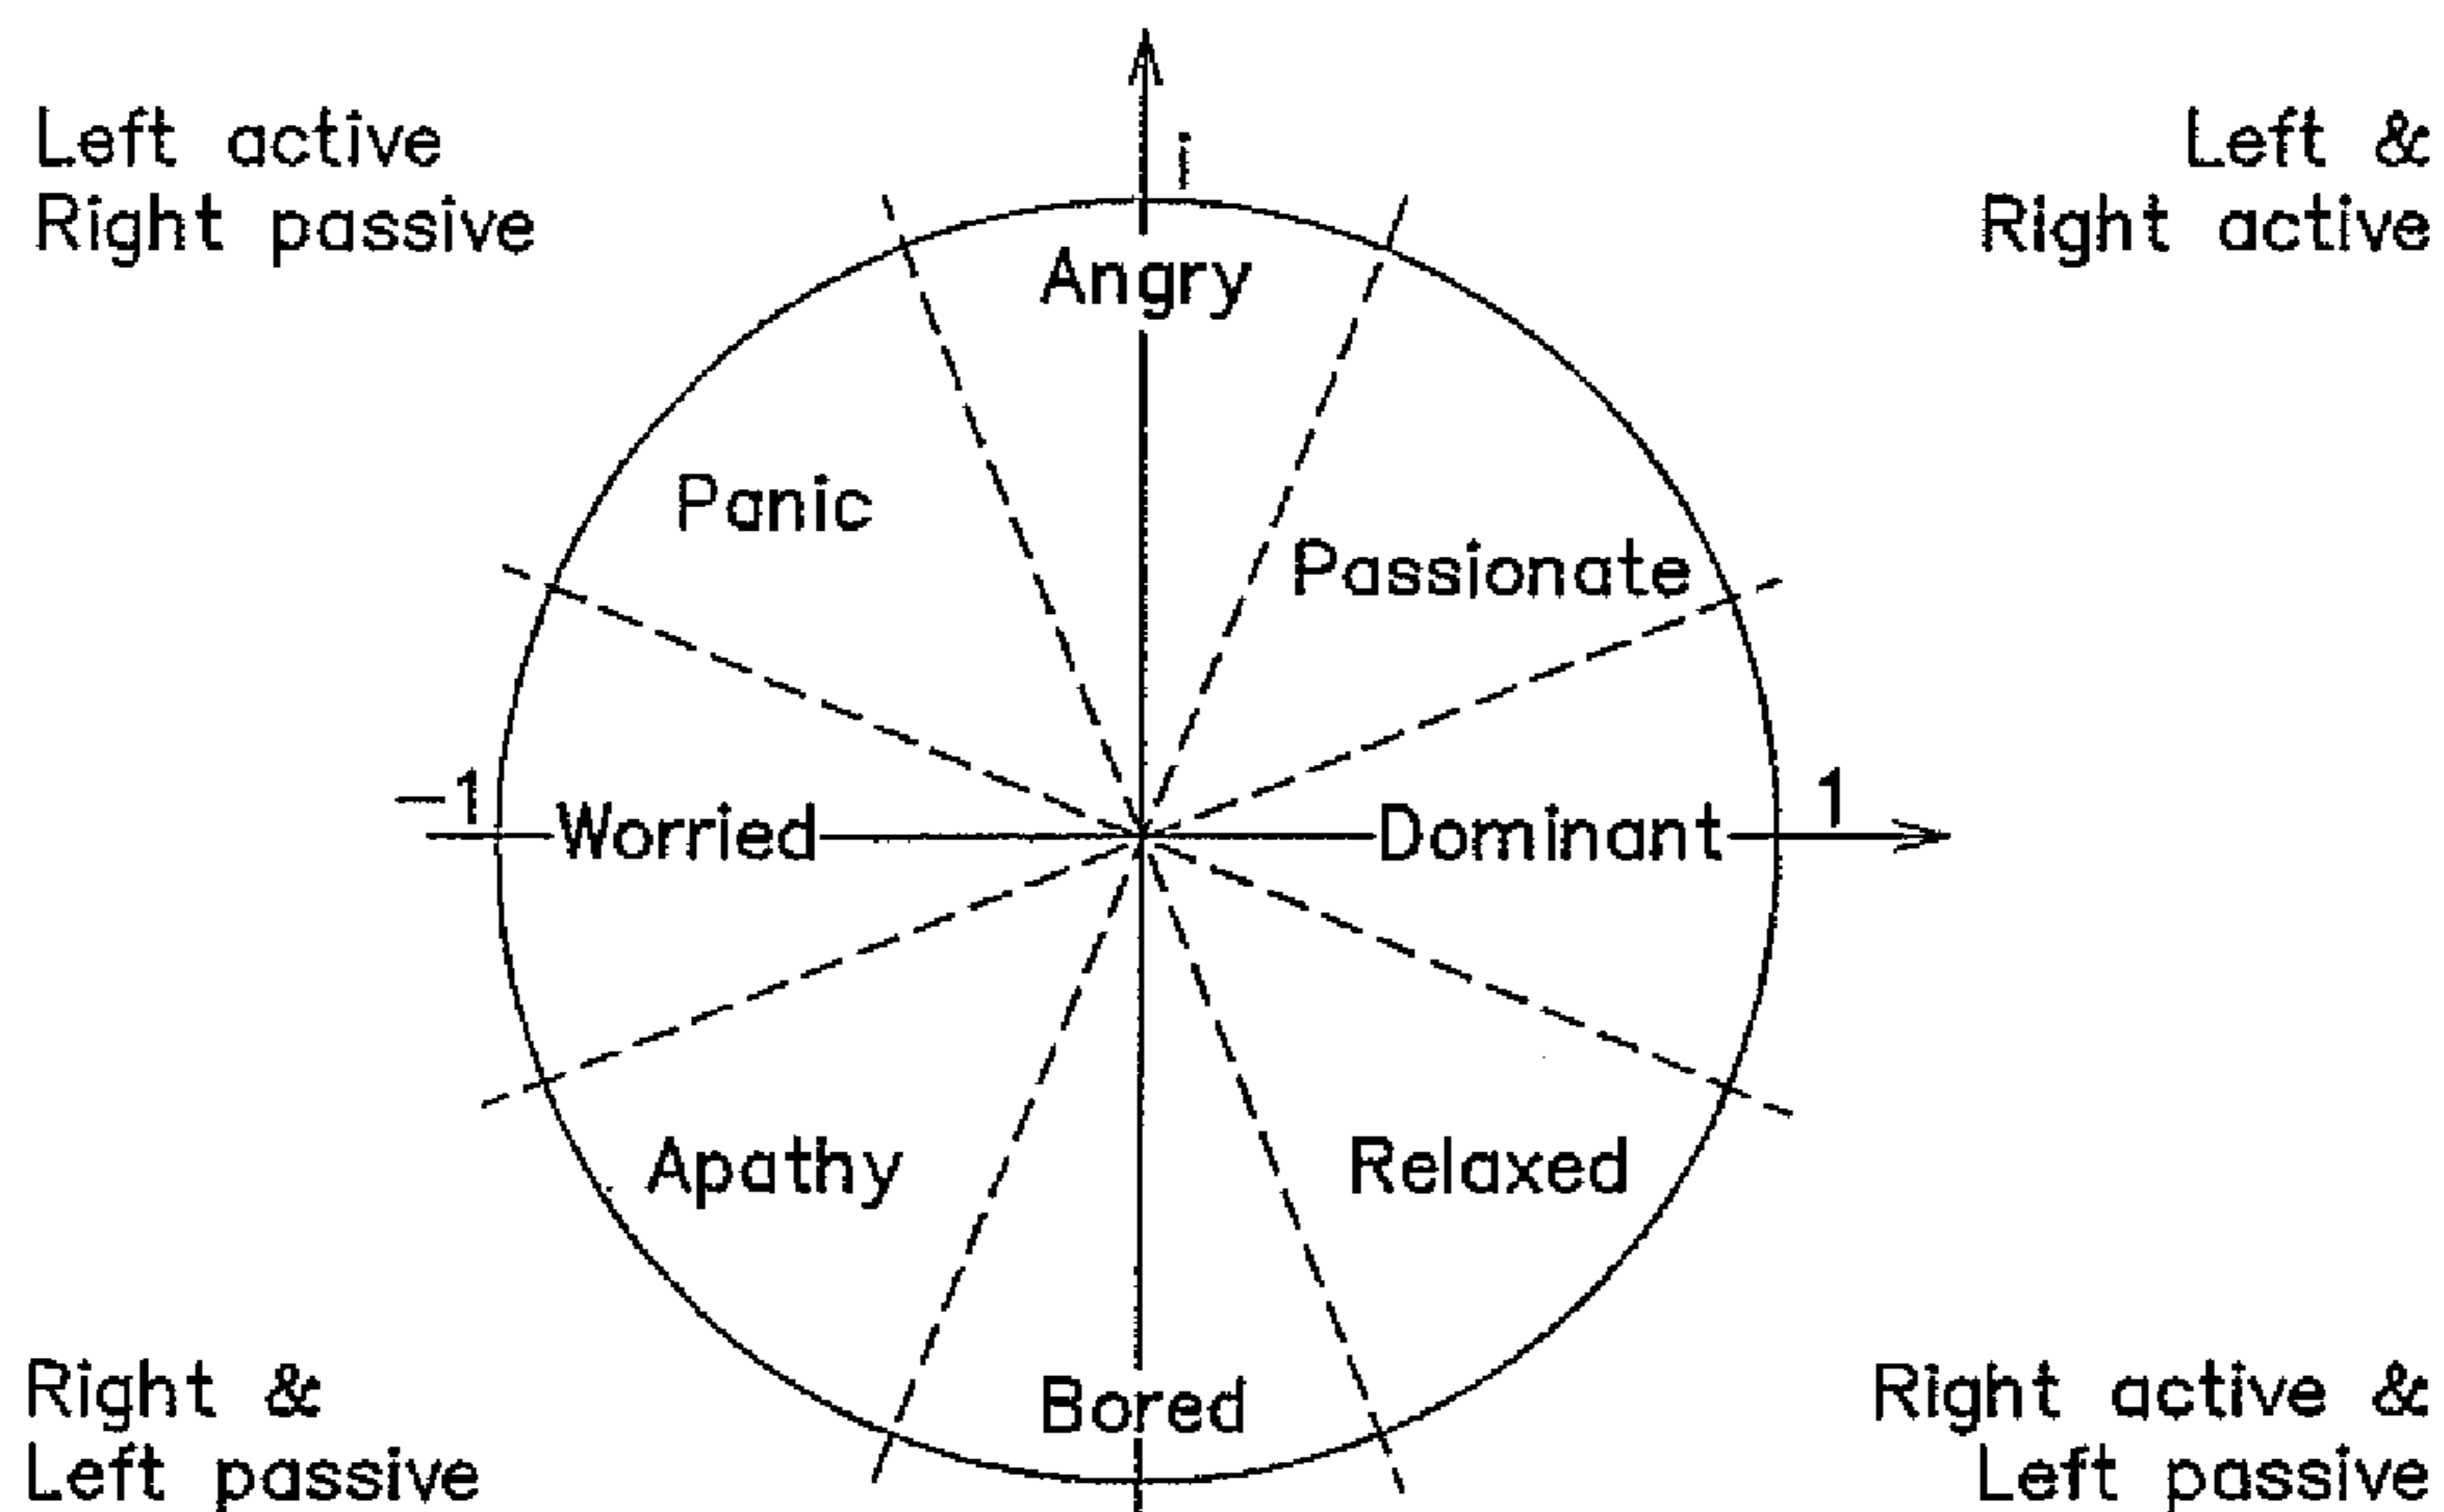 Left active
Right passive
Left &
Right active
i
Angry
Panic
Passionate
−1
1
Worried
Dominant
Apathy
Relaxed
Bored
Right &
Left passive
Right active &
Left passive